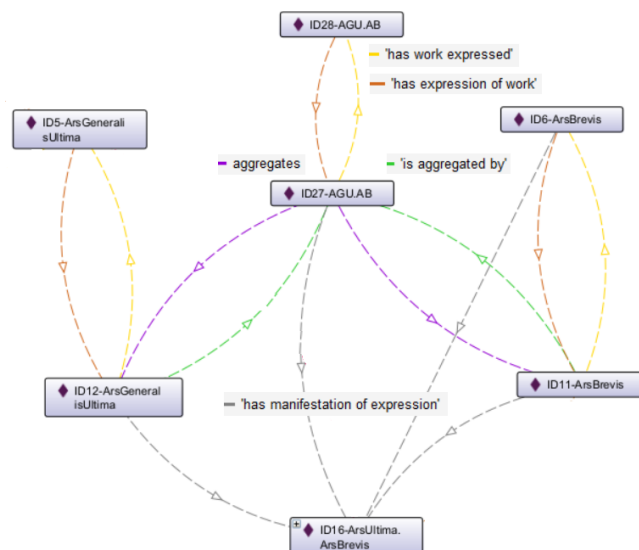 ID28-AGU.AB
'has work expressed'
'has expression of work'
ID5-ArsGenerali
sUltima
ID6-ArsBrevis
aggregates
'is aggregated by'
ID27-AGU.AB
ID12-ArsGeneral
isUltima
ID11-ArsBrevis
'has manifestation of expression'
ID16-ArsUltima.
ArsBrevis